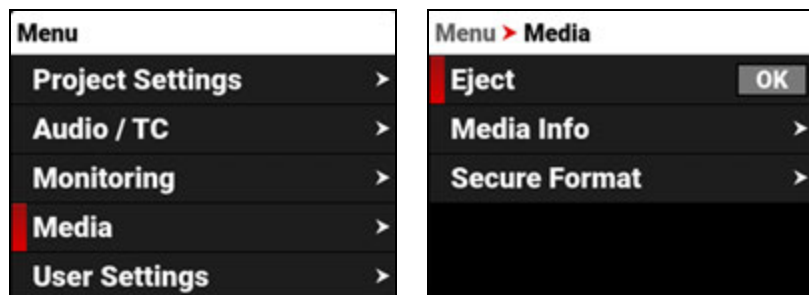 Menu
Project Settings
Audio / TC
Monitoring
Media
User Settings
Menu > Media
Eject OK
Media Info
Secure Format